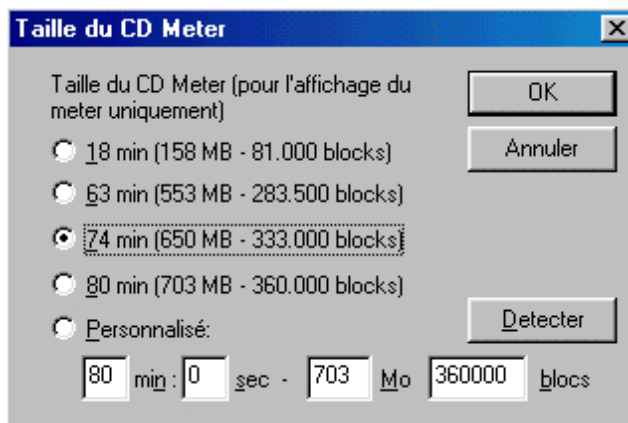 Taille du CD Meter
Taille du CD Meter (pour l'affichage du
meter uniquement)
OK
Annuler
18 min (158 MB - 81.000 blocks)
63 min (553 MB - 283.500 blocks)
74 min (650 MB - 333.000 blocks)
80 min (703 MB - 360.000 blocks)
Personnalisé:
Detecter
80 min : 0 sec - 703 Mo 360000 blocs